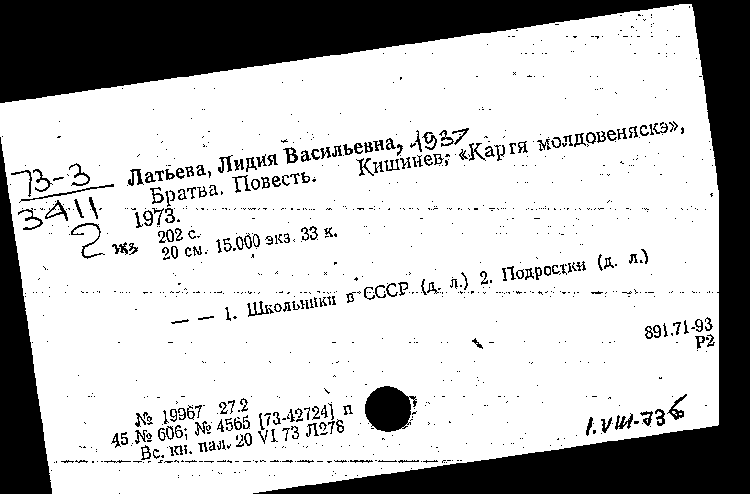 73-3
3411
2 жз
Латьева, Лидия Васильевна, 1937
Братва. Повесть. Кишинев, «Картя молдовеняскэ»,
1973.
202 с.
20 см. 15.000 экз. 33 к.
— — 1. Школьники в СССР (д. л.) 2. Подростки (д. л.)
891.71-93
Р2
№ 19967 27.2
45 № 606; № 4565 [73-42724] п
Вс. кн. пал. 20 VI 73 Л278
1.VIII-73